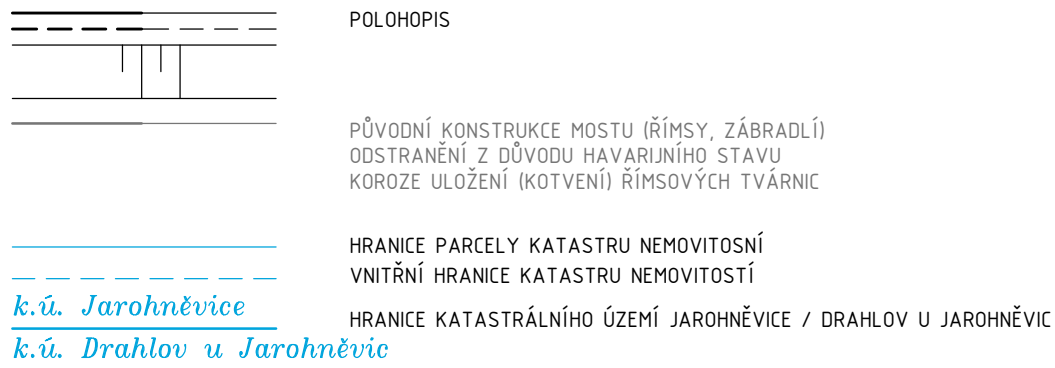 POLOHOPIS
PŮVODNÍ KONSTRUKCE MOSTU (ŘÍMSY, ZÁBRADLÍ)
ODSTRANĚNÍ Z DŮVODU HAVARIJNÍHO STAVU
KOROZE ULOŽENÍ (KOTVENÍ) ŘÍMSOVÝCH TVÁRNIC
HRANICE PARCELY KATASTRU NEMOVITOSNÍ
VNITŘNÍ HRANICE KATASTRU NEMOVITOSTÍ
k.ú. Jarohněvice
HRANICE KATASTRÁLNÍHO ÚZEMÍ JAROHNĚVICE / DRAHLOV U JAROHNĚVIC
k.ú. Drahlov u Jarohněvic